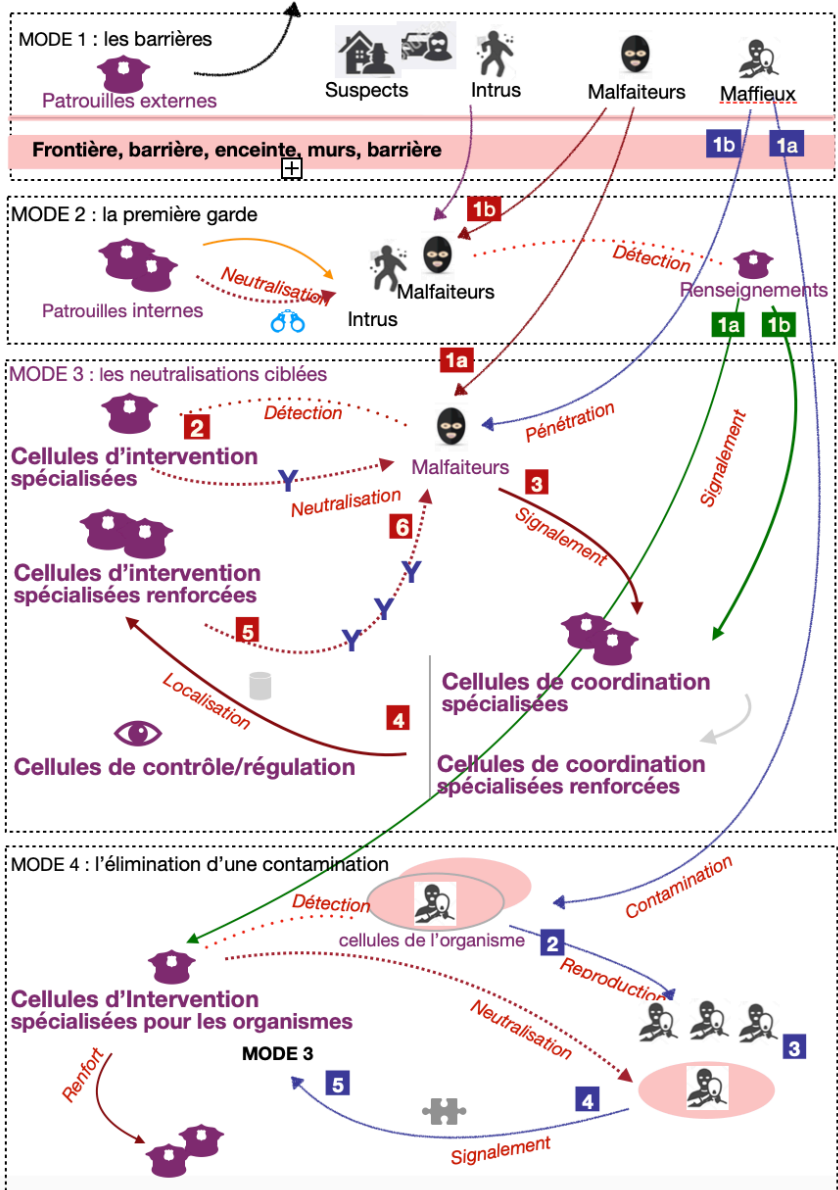 MODE 1 : les barrières
Patrouilles externes
Suspects
Intrus
Malfaiteurs
Maffieux
1b
1a
Frontière, barrière, enceinte, murs, barrière
MODE 2 : la première garde
1b
Détection
Neutralisation
Malfaiteurs
Renseignements
Patrouilles internes
Intrus
1a
1b
1a
MODE 3 : les neutralisations ciblées
2
Détection
Pénétration
Signalement
Cellules d'intervention
spécialisées
Malfaiteurs
Y
Neutralisation
3
Signalement
6
Cellules d'intervention
spécialisées renforcées
Y
Y
Y
5
Localisation
Cellules de coordination
spécialisées
4
Cellules de contrôle/régulation
Cellules de coordination
spécialisées renforcées
MODE 4 : l'élimination d'une contamination
Détection
Contamination
cellules de l'organisme
2
Reproduction
Cellules d'Intervention
spécialisées pour les organismes
Neutralisation
3
MODE 3
Renfort
5
4
Signalement